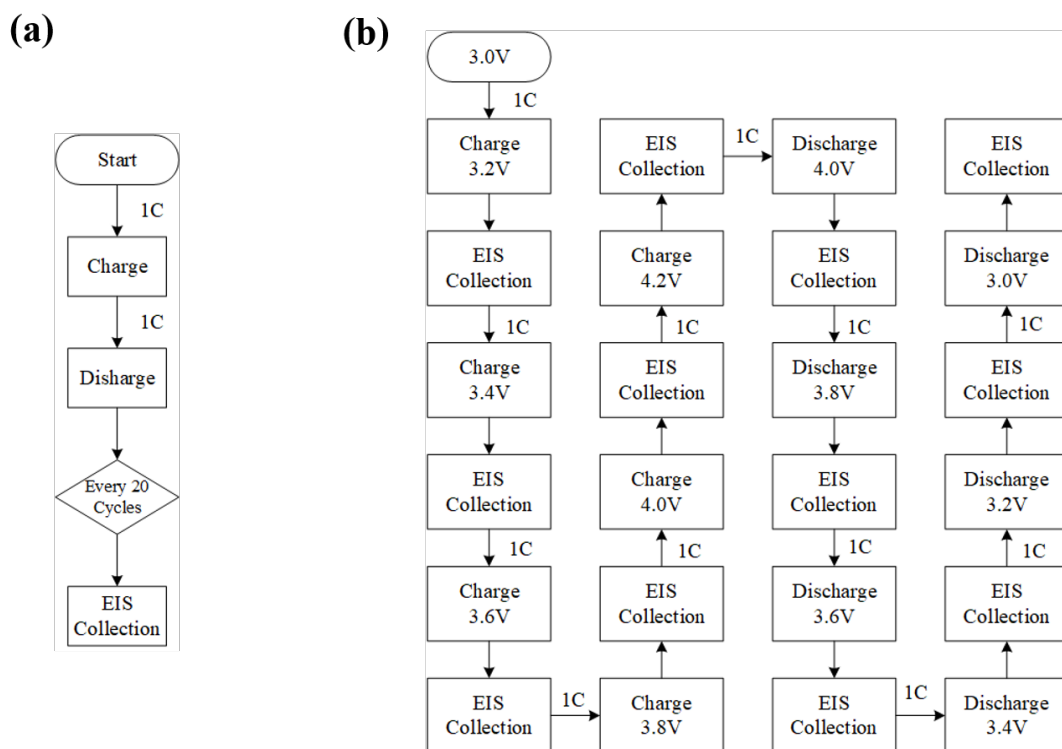 (a)
Start
1C
Charge
1C
Disharge
Every 20
Cycles
EIS
Collection
(b)
3.0V
1C
Charge
3.2V
EIS
Collection
1C
Charge
3.4V
EIS
Collection
1C
Charge
3.6V
EIS
Collection
1C
Charge
3.8V
EIS
Collection
1C
Charge
4.0V
EIS
Collection
1C
Charge
4.2V
EIS
Collection
1C
Discharge
4.0V
EIS
Collection
1C
Discharge
3.8V
EIS
Collection
1C
Discharge
3.6V
EIS
Collection
1C
Discharge
3.4V
EIS
Collection
1C
Discharge
3.2V
EIS
Collection
1C
Discharge
3.0V
EIS
Collection